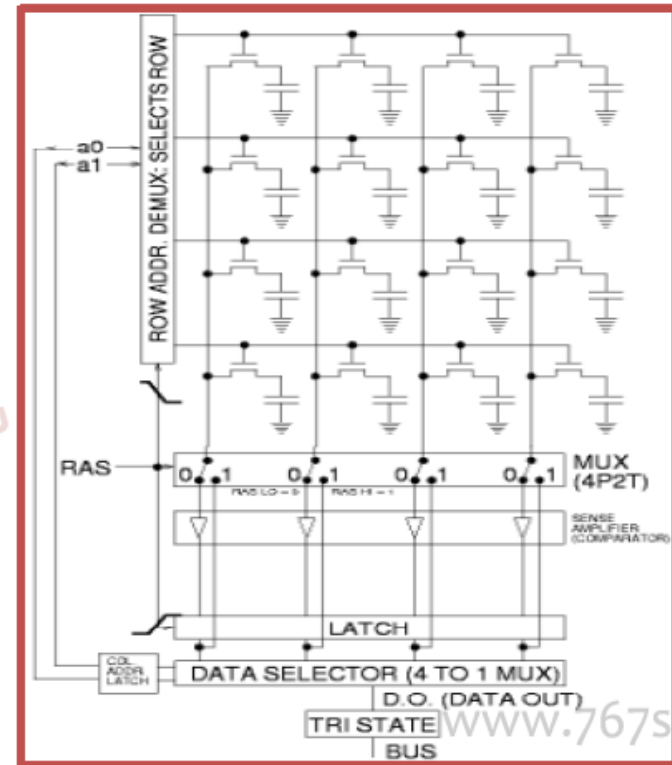 ROW ADDR. DEMUX: SELECTS ROW
a0
a1
RAS
0 1 0 1 0 1 0 1
MUX
(4P2T)
RAS LO = 0 RAS HI = 1
SENSE
AMPLIFIER
(COMPARATOR)
LATCH
COL.
ADDR.
LATCH
DATA SELECTOR (4 TO 1 MUX)
D.O. (DATA OUT)
TRI STATE
www.767s
BUS